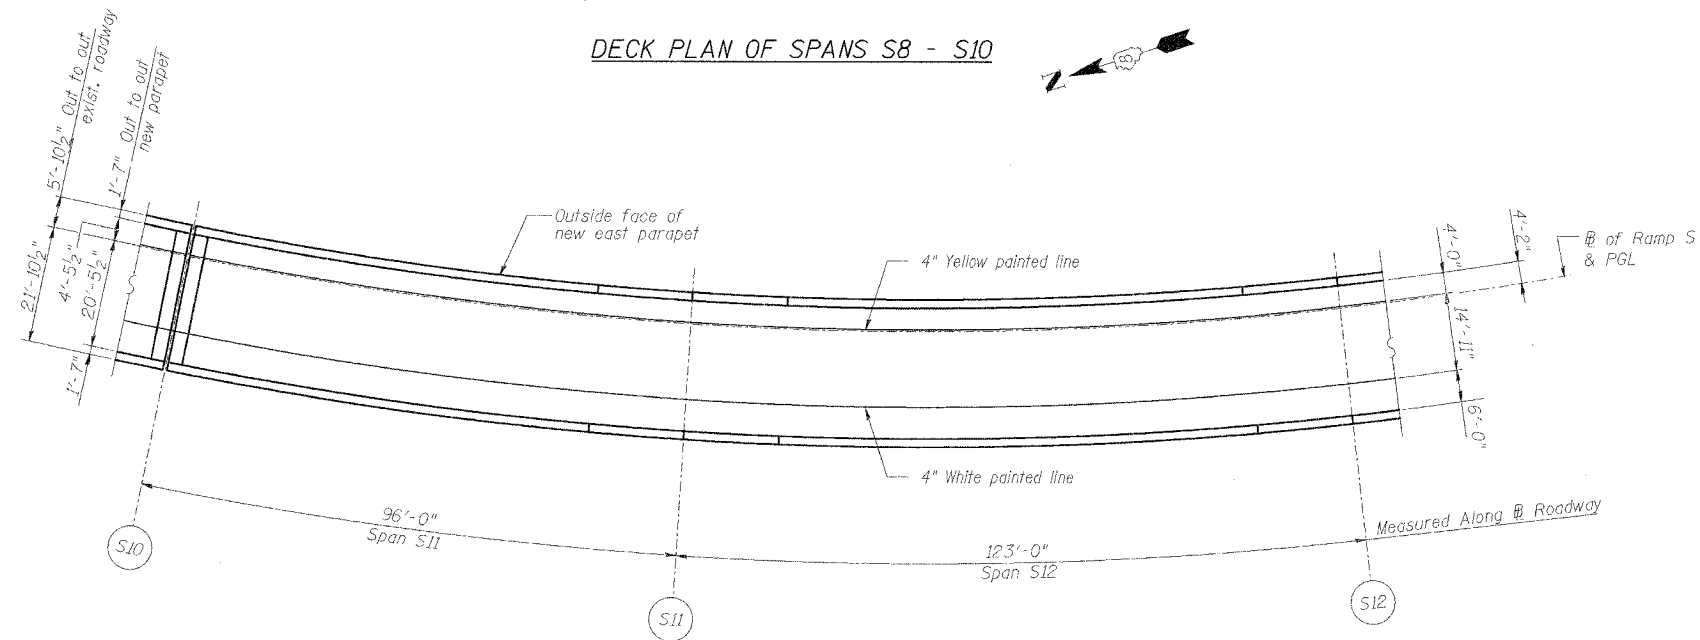 DECK PLAN OF SPANS S8 - S10
N
5'-10½" Out to out
exist. roadway
1'-7" Out to out
new parapet
21'-10½"
4'-5½"
20'-5½"
1'-7"
Outside face of
new east parapet
4" Yellow painted line
4" White painted line
4'-0"
4'-2"
14'-11"
6'-0"
℔ of Ramp S
& PGL
96'-0"
Span S11
123'-0"
Span S12
Measured Along ℔ Roadway
S10
S11
S12